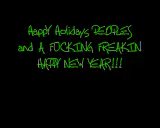 Happy Holidays PEOPLES
and A FUCKING FREAKIN
HAPPY NEW YEAR!!!